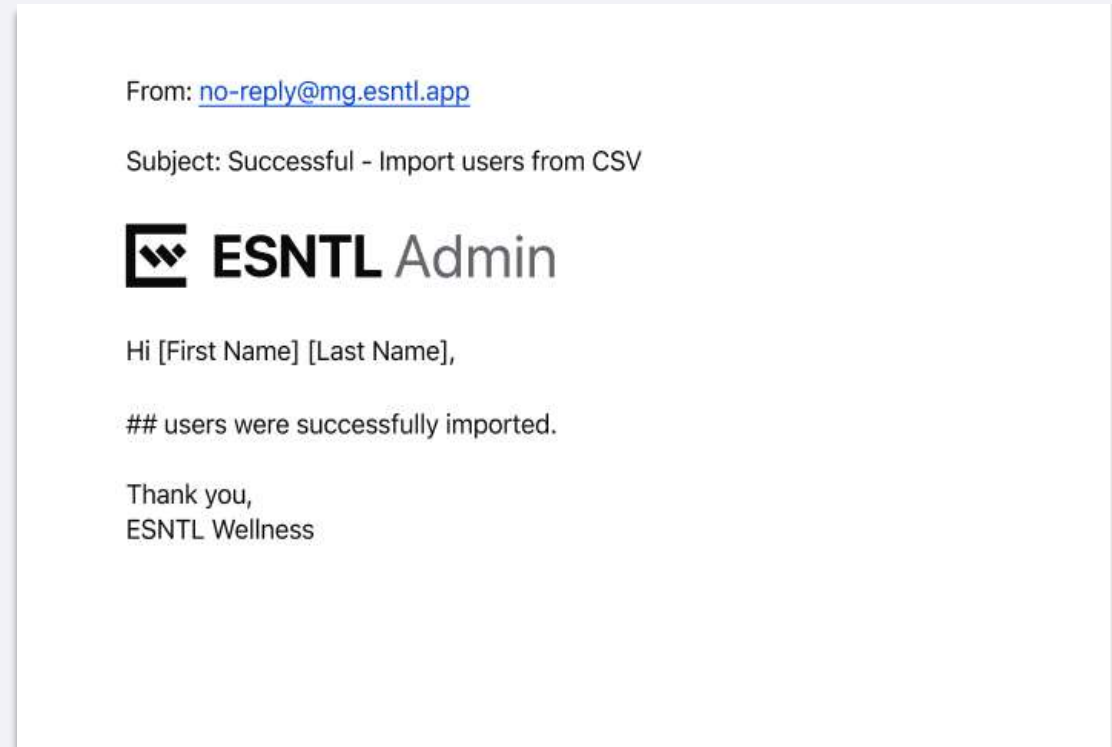 From: no-reply@mg.esntl.app
Subject: Successful - Import users from CSV
ESNTL Admin
Hi [First Name] [Last Name],
## users were successfully imported.
Thank you,
ESNTL Wellness